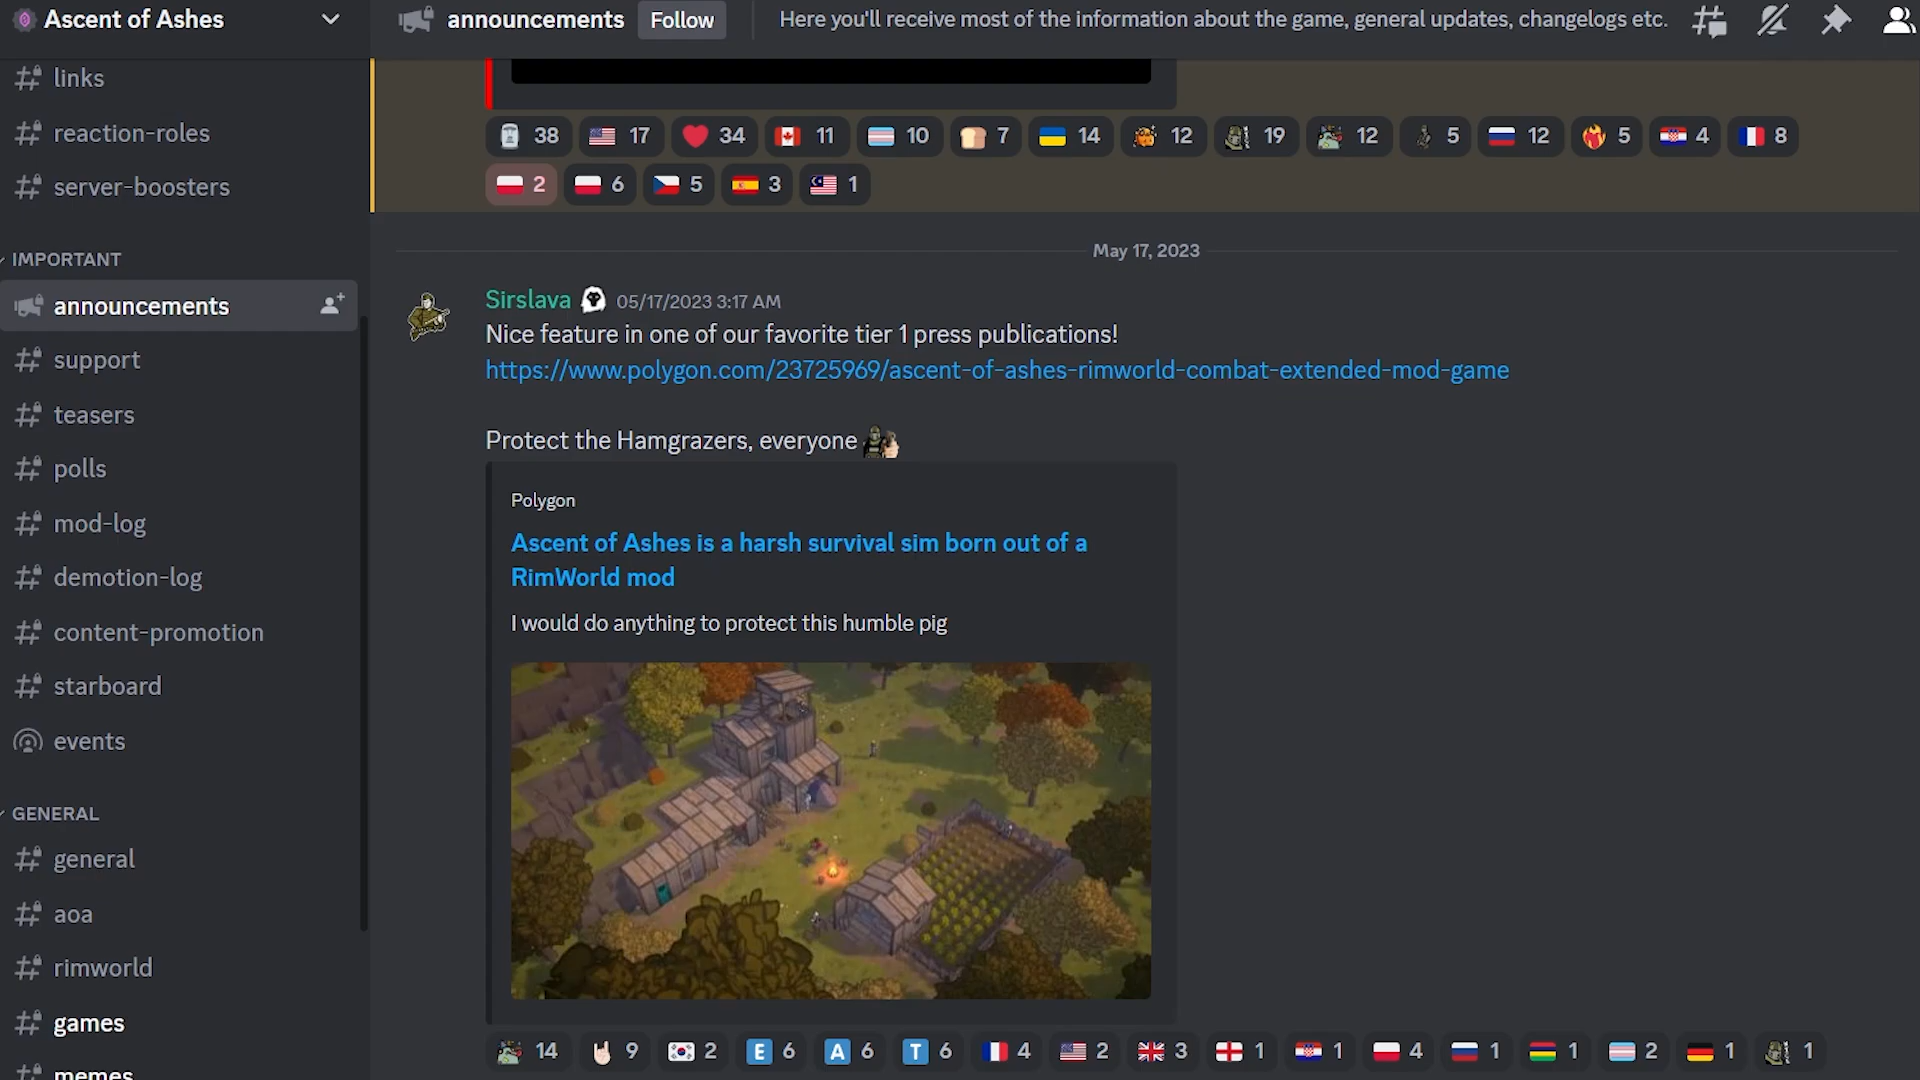 Ascent of Ashes
announcements
Follow
Here you'll receive most of the information about the game, general updates, changelogs etc.
links
reaction-roles
server-boosters
IMPORTANT
announcements
support
teasers
polls
mod-log
demotion-log
content-promotion
starboard
events
GENERAL
general
aoa
rimworld
games
memes
38 17 34 11 10 7 14 12 19 12 5 12 5 4 8
2 6 5 3 1
May 17, 2023
Sirslava 05/17/2023 3:17 AM
Nice feature in one of our favorite tier 1 press publications!
https://www.polygon.com/23725969/ascent-of-ashes-rimworld-combat-extended-mod-game
Protect the Hamgrazers, everyone
Polygon
Ascent of Ashes is a harsh survival sim born out of a
RimWorld mod
I would do anything to protect this humble pig
14 9 2 E 6 A 6 T 6 4 2 3 1 1 4 1 1 2 1 1